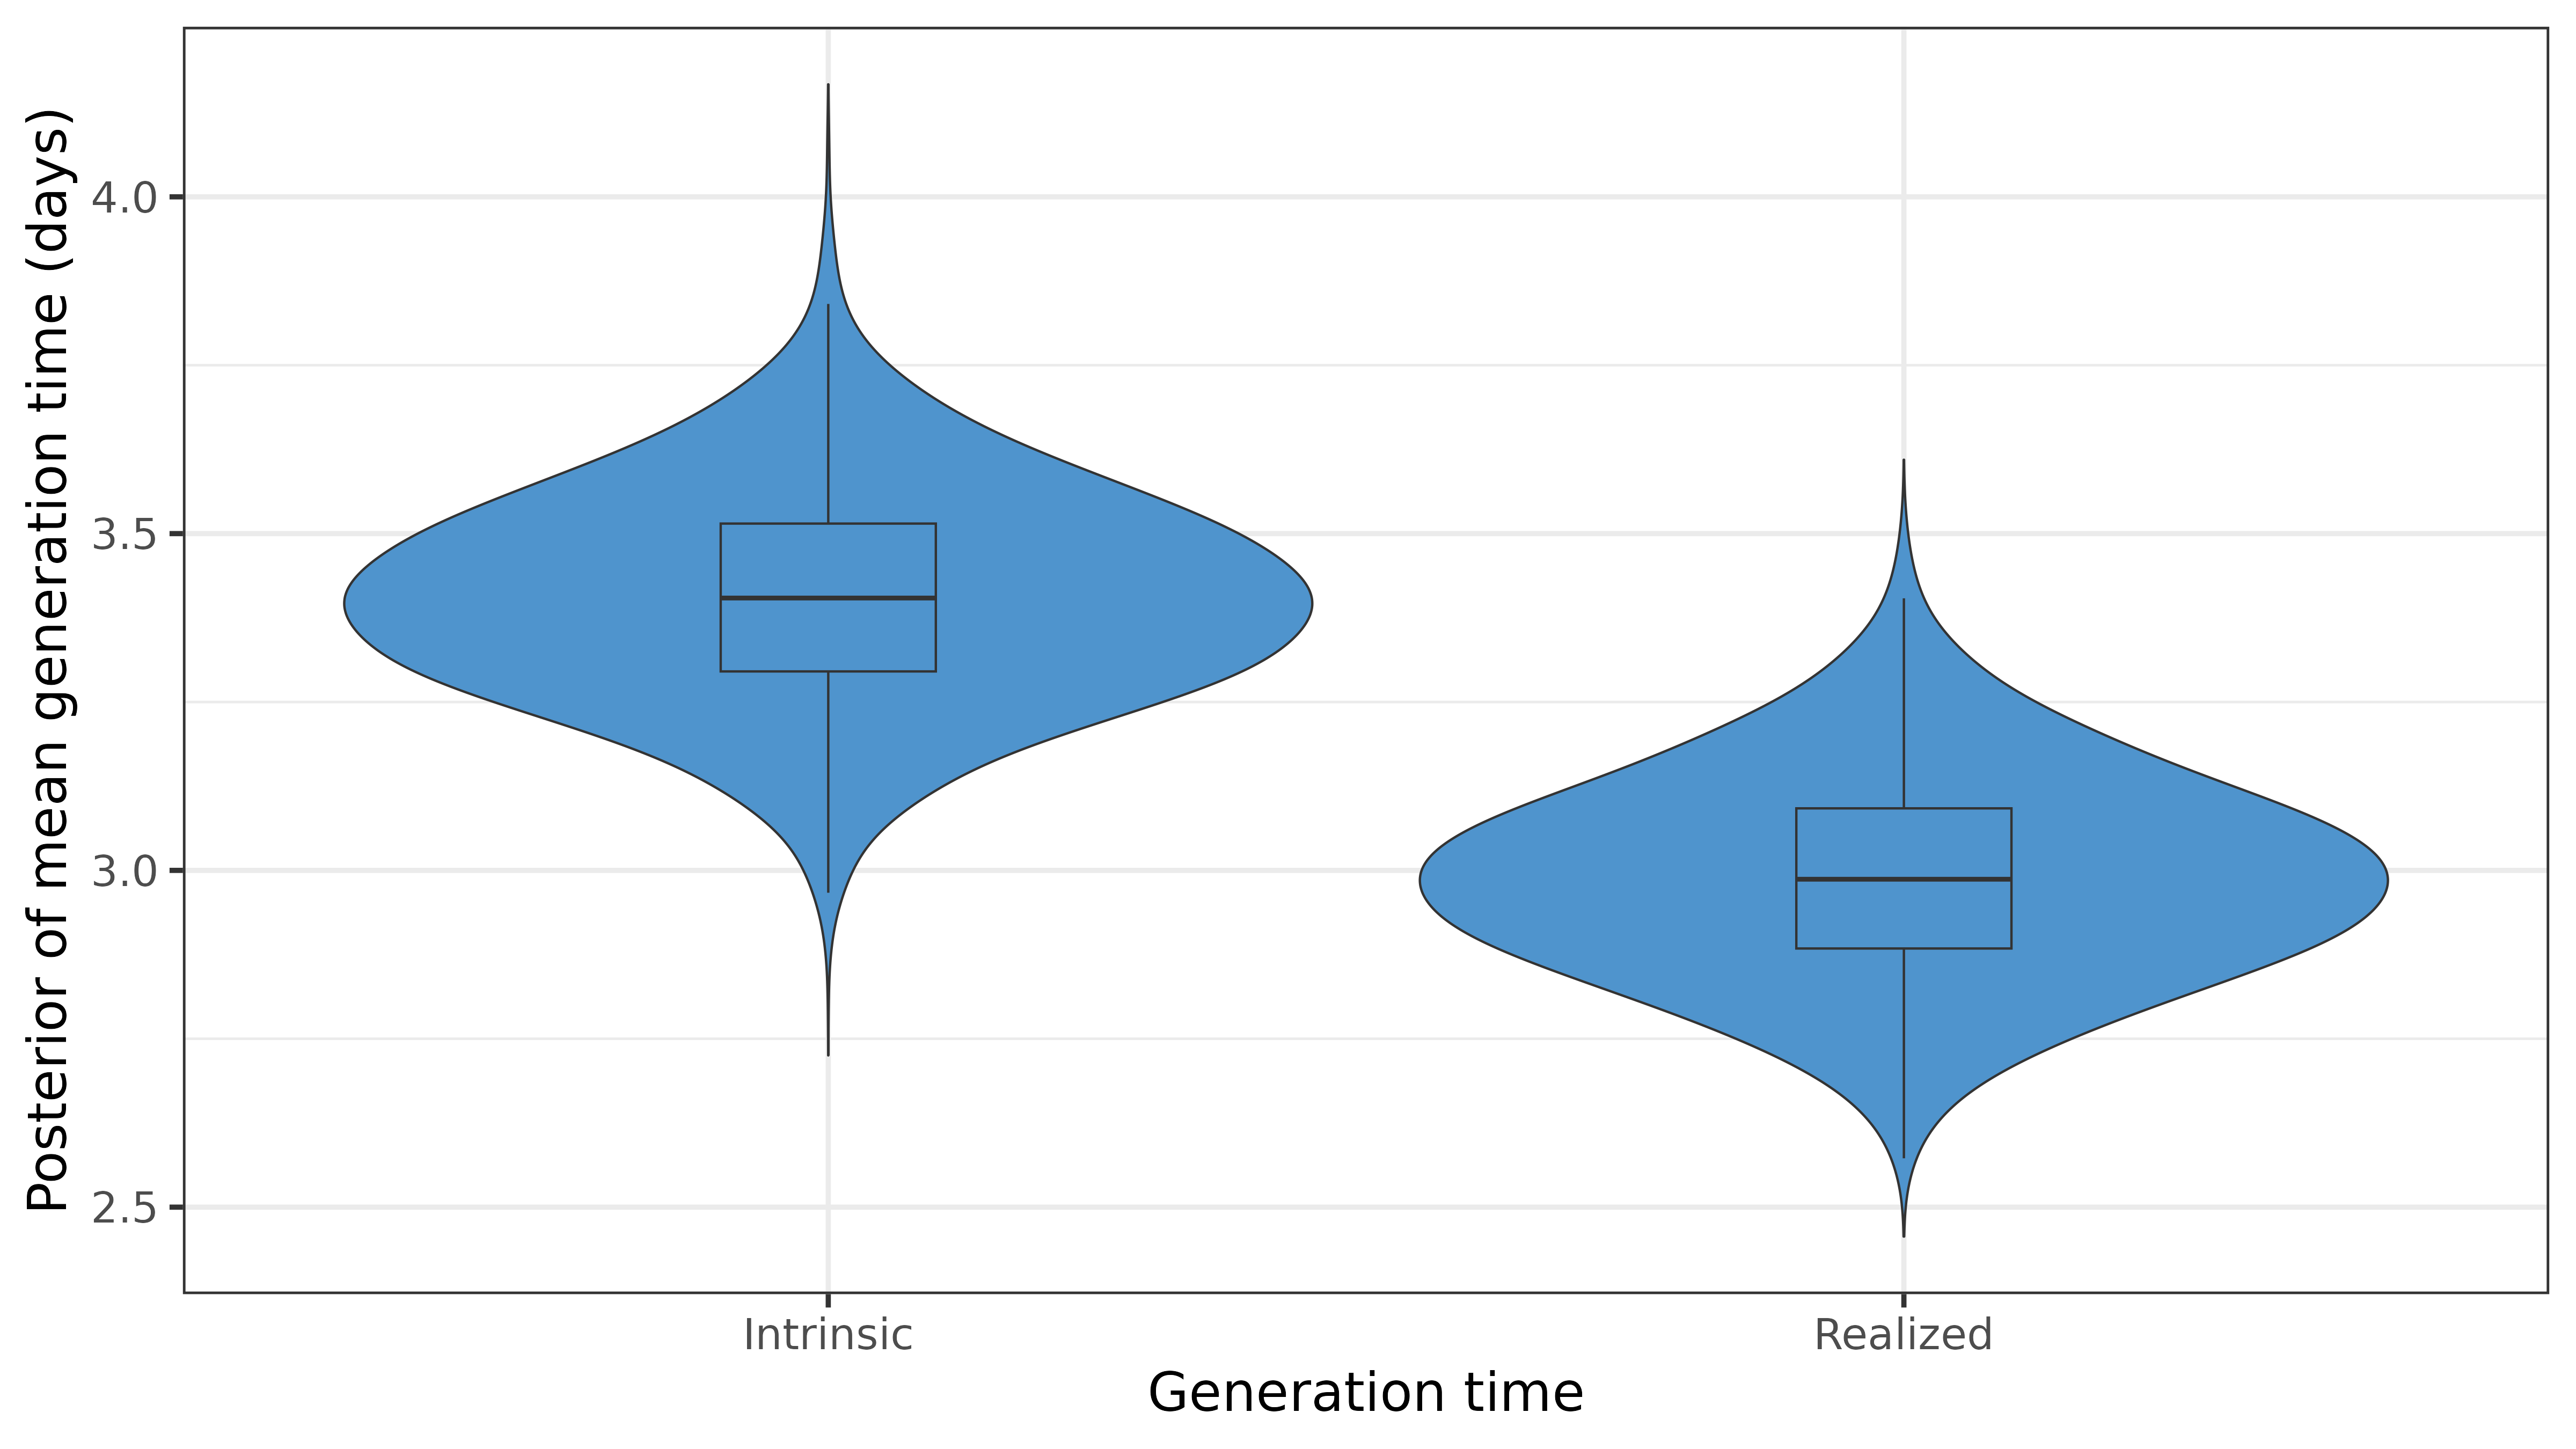 Posterior of mean generation time (days)
4.0
3.5
3.0
2.5
Intrinsic
Realized
Generation time